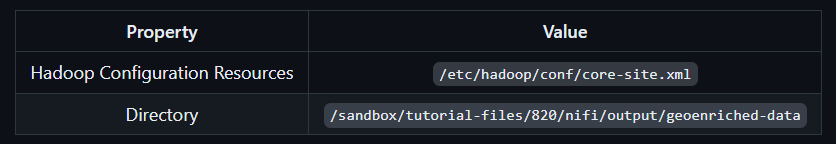 Property Value
Hadoop Configuration Resources /etc/hadoop/conf/core-site.xml
Directory /sandbox/tutorial-files/820/nifi/output/geoenriched-data